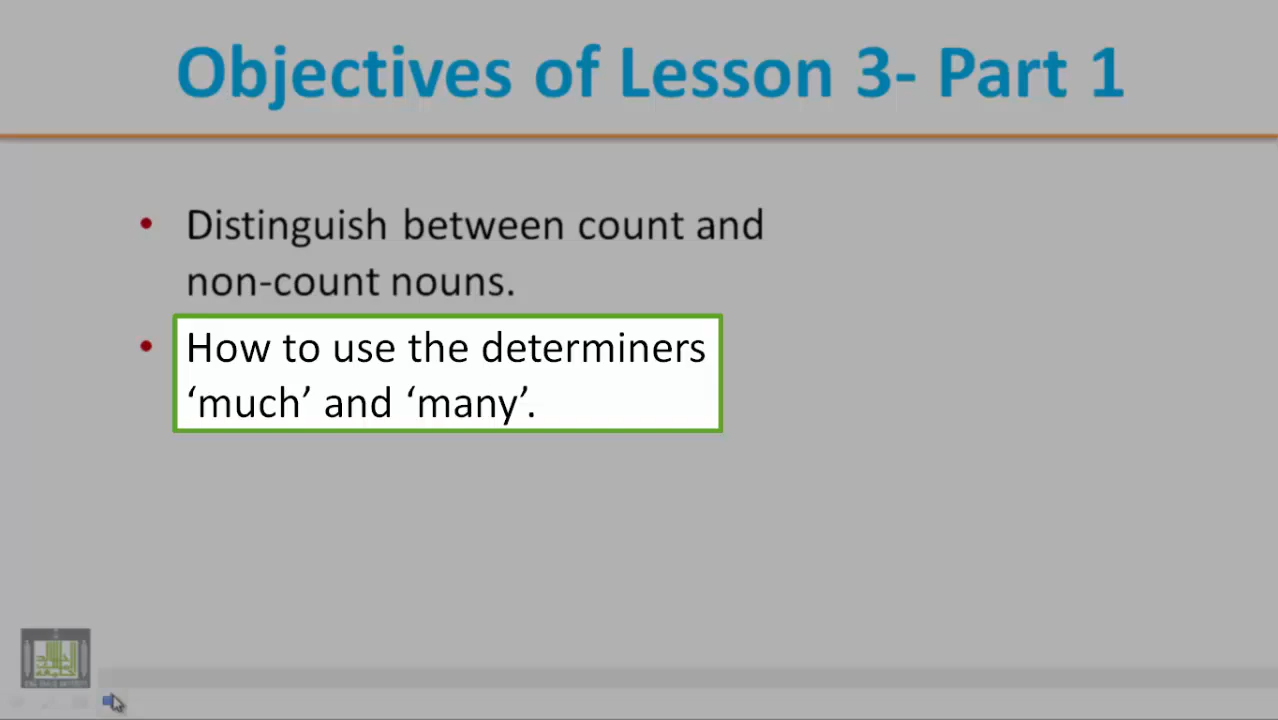 Objectives of Lesson 3- Part 1
• Distinguish between count and
non-count nouns.
• How to use the determiners
‘much’ and ‘many’.